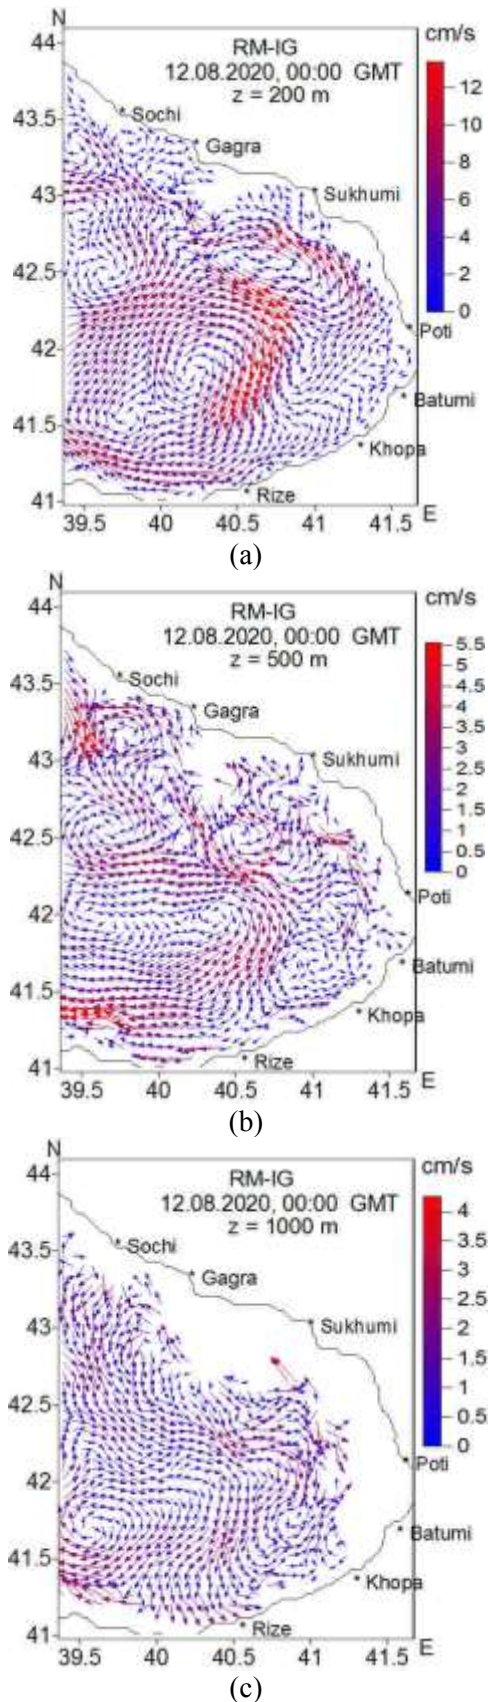 N
44
43.5
43
42.5
42
41.5
41
RM-IG
12.08.2020, 00:00 GMT
z = 200 m
Sochi
Gagra
Sukhumi
Poti
Batumi
Khopa
Rize
39.5 40 40.5 41 41.5 E
cm/s
12
10
8
6
4
2
0
(a)
N
44
43.5
43
42.5
42
41.5
41
RM-IG
12.08.2020, 00:00 GMT
z = 500 m
Sochi
Gagra
Sukhumi
Poti
Batumi
Khopa
Rize
39.5 40 40.5 41 41.5 E
cm/s
5.5
5
4.5
4
3.5
3
2.5
2
1.5
1
0.5
0
(b)
N
44
43.5
43
42.5
42
41.5
41
RM-IG
12.08.2020, 00:00 GMT
z = 1000 m
Sochi
Gagra
Sukhumi
Poti
Batumi
Khopa
Rize
39.5 40 40.5 41 41.5 E
cm/s
4
3.5
3
2.5
2
1.5
1
0.5
0
(c)